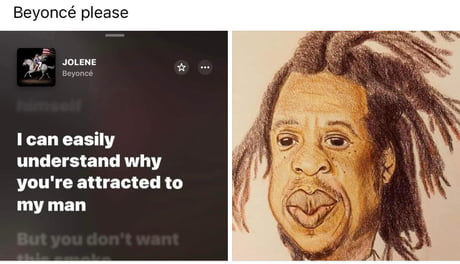 Beyoncé please
JOLENE
Beyoncé
himself
I can easily
understand why
you're attracted to
my man
But you don't want
this smoke